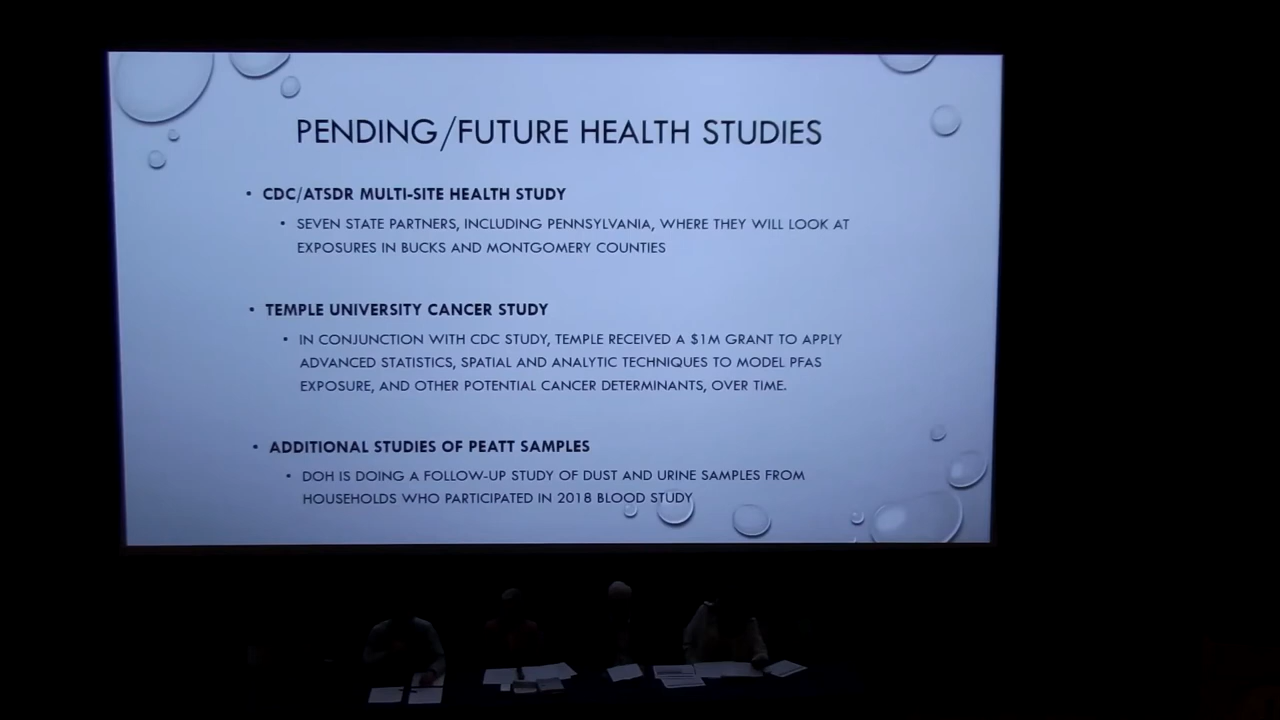 PENDING/FUTURE HEALTH STUDIES
• CDC/ATSDR MULTI-SITE HEALTH STUDY
• SEVEN STATE PARTNERS, INCLUDING PENNSYLVANIA, WHERE THEY WILL LOOK AT
EXPOSURES IN BUCKS AND MONTGOMERY COUNTIES
• TEMPLE UNIVERSITY CANCER STUDY
• IN CONJUNCTION WITH CDC STUDY, TEMPLE RECEIVED A $1M GRANT TO APPLY
ADVANCED STATISTICS, SPATIAL AND ANALYTIC TECHNIQUES TO MODEL PFAS
EXPOSURE, AND OTHER POTENTIAL CANCER DETERMINANTS, OVER TIME.
• ADDITIONAL STUDIES OF PEATT SAMPLES
• DOH IS DOING A FOLLOW-UP STUDY OF DUST AND URINE SAMPLES FROM
HOUSEHOLDS WHO PARTICIPATED IN 2018 BLOOD STUDY